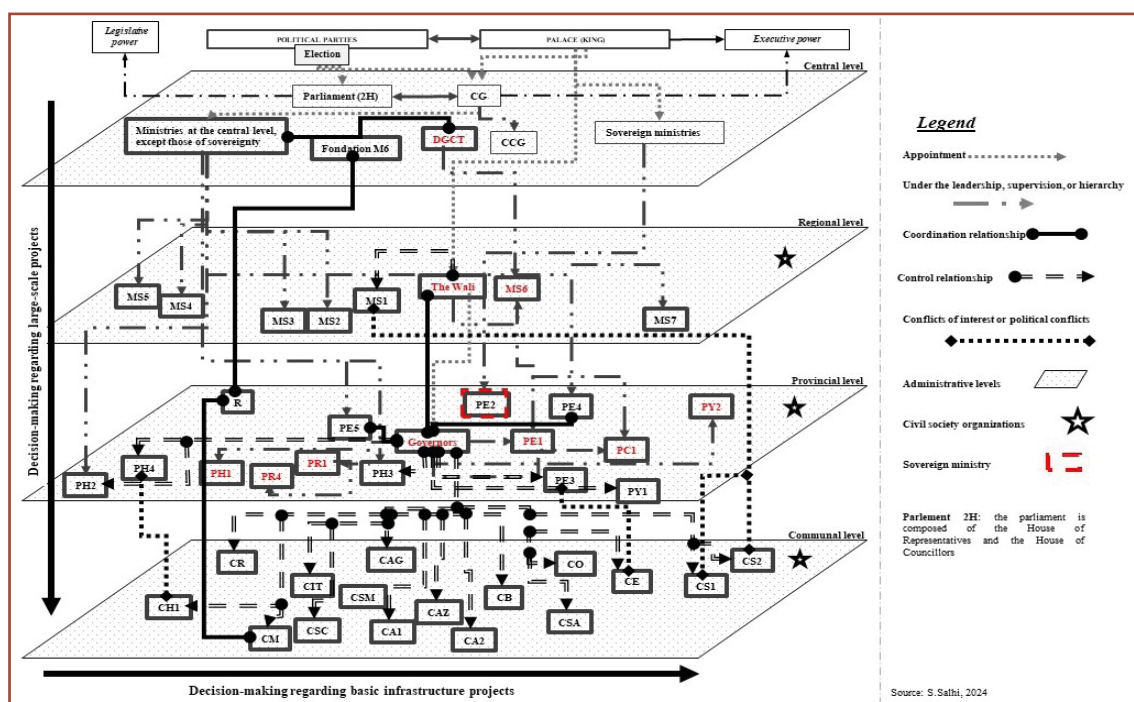 Legislative
power
POLITICAL PARTIES
PALACE (KING)
Executive power
Election
Central level
Parliament (2H)
CG
Ministries at the central level,
except those of sovereignty
Fondation M6
DGCT
CCG
Sovereign ministries
Regional level
MS5
MS4
MS3
MS2
MS1
The Wali
MS6
MS7
Provincial level
R
PE5
PE2
PE4
PY2
Governors
PE1
PC1
PH4
PH2
PH1
PR4
PR1
PH3
PE3
PY1
Communal level
CR
CAG
CIT
CO
CE
CS1
CS2
CH1
CSM
CAZ
CB
CSA
CM
CSC
CA1
CA2
Decision-making regarding large-scale projects
Decision-making regarding basic infrastructure projects
Legend
Appointment
Under the leadership, supervision, or hierarchy
Coordination relationship
Control relationship
Conflicts of interest or political conflicts
Administrative levels
Civil society organizations
Sovereign ministry
Parlement 2H: the parliament is
composed of the House of
Representatives and the House of
Councillors
Source: S.Salhi, 2024